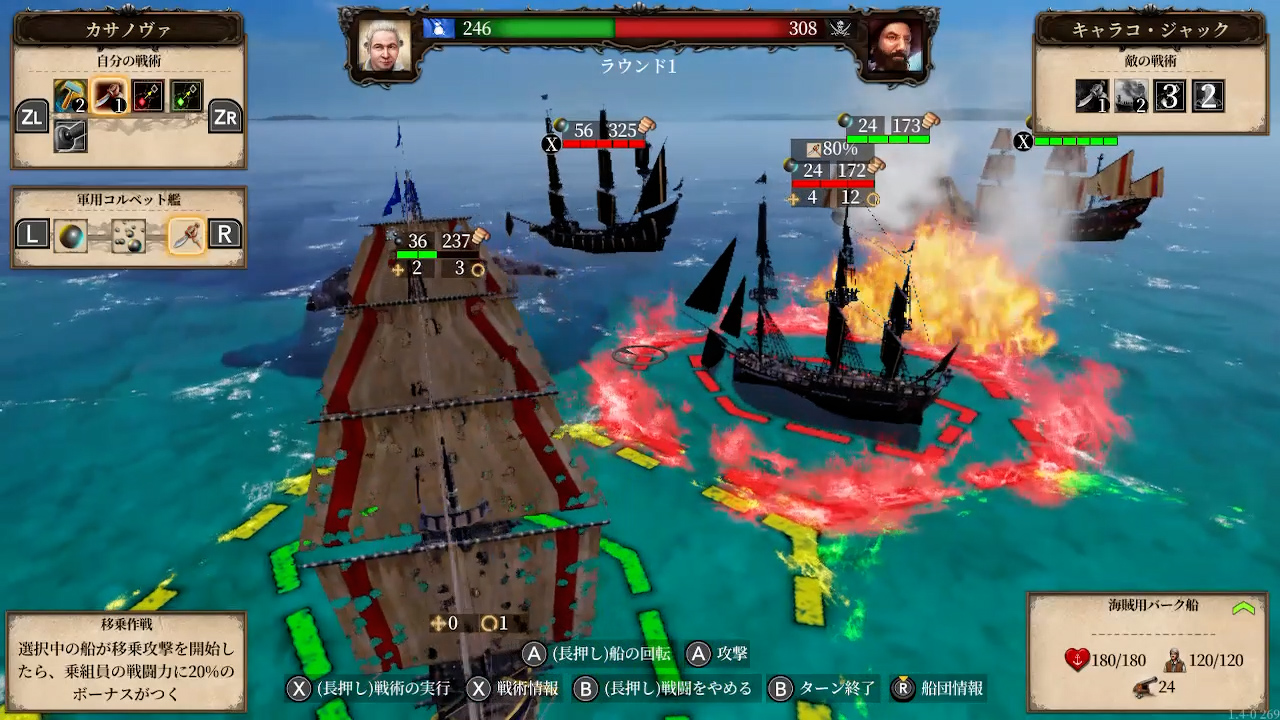 カサノヴァ
自分の戦術
ZL
2
1
ZR
軍用コルベット艦
L
R
246
308
ラウンド1
キャラコ・ジャック
敵の戦術
1
2
3
2
X
56 325
24 173
X
80%
24 172
4 12
36 237
2 3
0 1
A (長押し)船の回転 A 攻撃
X (長押し)戦術の実行 X 戦術情報 B (長押し)戦闘をやめる B ターン終了 R 船団情報
移乗作戦
選択中の船が移乗攻撃を開始し
たら、乗組員の戦闘力に20%の
ボーナスがつく
海賊用バーク船
180/180 120/120
24
1.4-0 269